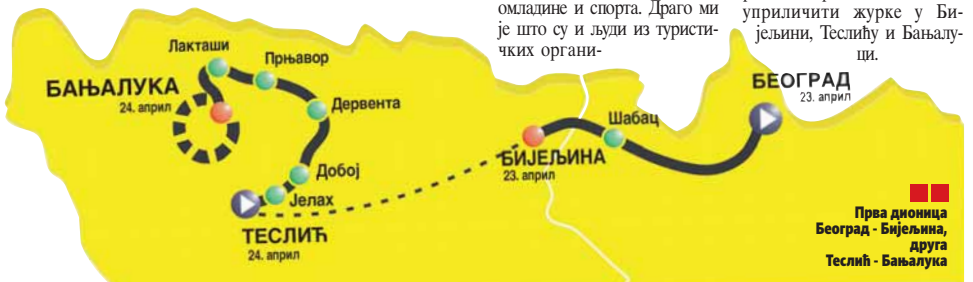 омладине и спорта. Драго ми
је што су и људи из туристи-
чких органи-
уприличити журке у Би-
јељини, Теслићу и Бањалу-
ци.
Лакташи
Прњавор
БАЊАЛУКА
24. април
Дервента
Добој
Јелах
ТЕСЛИЋ
24. април
БИЈЕЉИНА
23. април
Шабац
БЕОГРАД
23. април
Прва дионица
Београд - Бијељина,
друга
Теслић - Бањалука